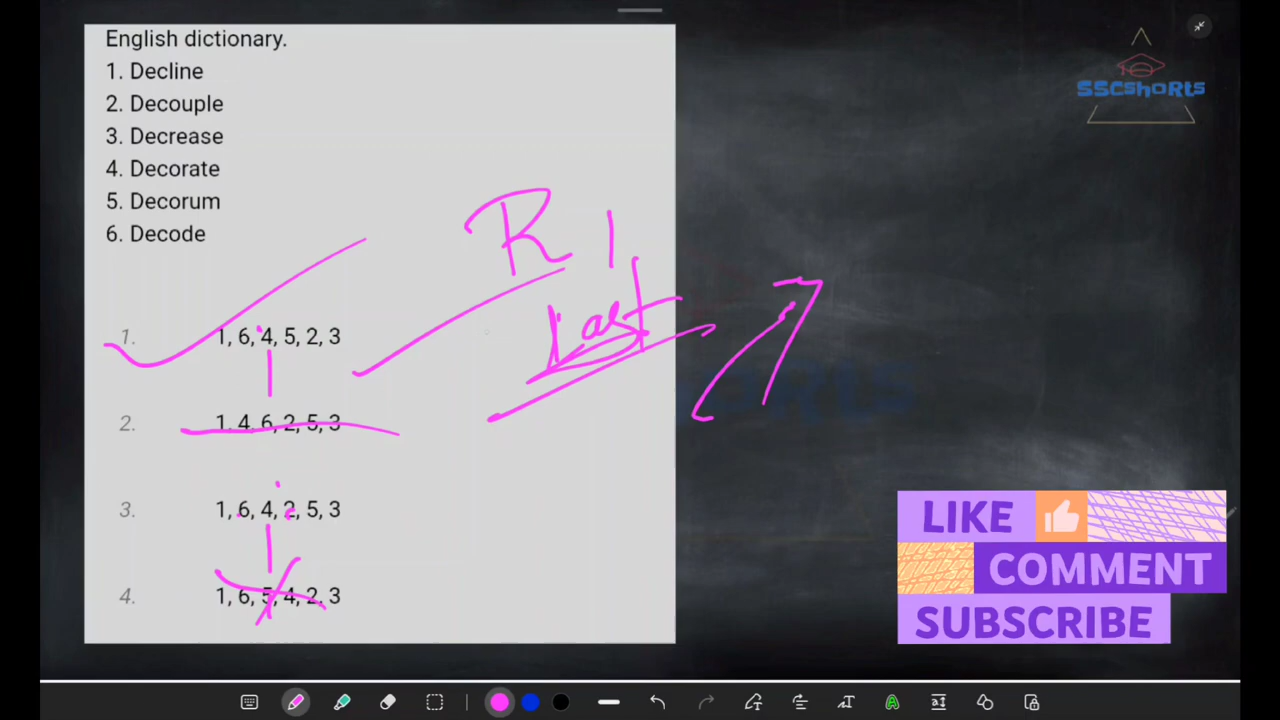 English dictionary.
1. Decline
2. Decouple
3. Decrease
4. Decorate
5. Decorum
6. Decode
1. 1, 6, 4, 5, 2, 3
2. 1, 4, 6, 2, 5, 3
3. 1, 6, 4, 2, 5, 3
4. 1, 6, 5, 4, 2, 3
R 1
Last
SSCshoRts
LIKE
COMMENT
SUBSCRIBE